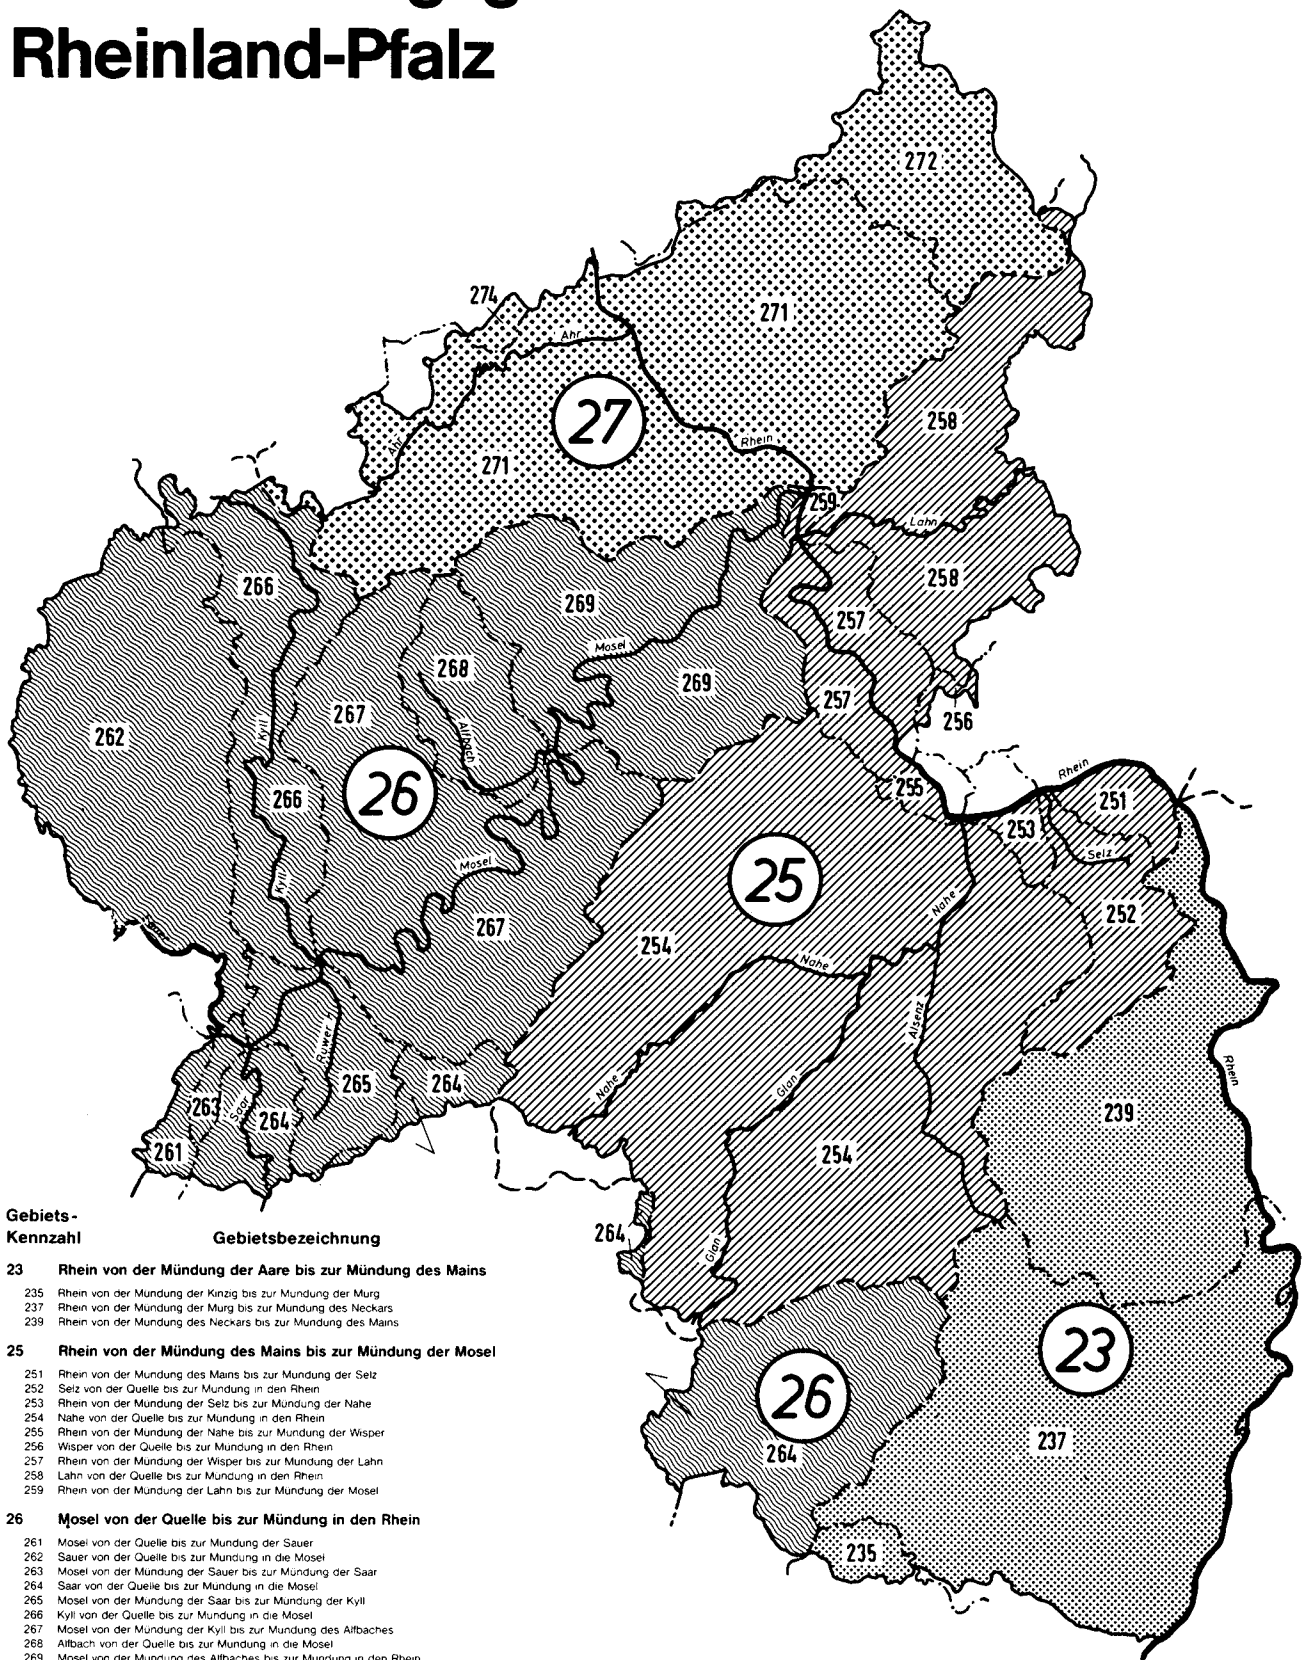 Rheinland-Pfalz
272
274
271
Ahr
27
258
Ahr
271
Rhein
259
Lahn
266
258
269
257
Mosel
268
269
257
267
256
262
Kyll
Alfbach
26
255
Rhein
251
266
253
Selz
25
Mosel
Kyll
Nahe
252
267
254
Nahe
Alsenz
Ruwer
Rhein
265
264
Nahe
Glan
263
Saar
264
239
261
254
264
Glan
23
26
237
264
235
Gebiets-
Kennzahl Gebietsbezeichnung
23 Rhein von der Mündung der Aare bis zur Mündung des Mains
235 Rhein von der Mündung der Kinzig bis zur Mündung der Murg
237 Rhein von der Mündung der Murg bis zur Mündung des Neckars
239 Rhein von der Mündung des Neckars bis zur Mündung des Mains
25 Rhein von der Mündung des Mains bis zur Mündung der Mosel
251 Rhein von der Mündung des Mains bis zur Mündung der Selz
252 Selz von der Quelle bis zur Mündung in den Rhein
253 Rhein von der Mündung der Selz bis zur Mündung der Nahe
254 Nahe von der Quelle bis zur Mündung in den Rhein
255 Rhein von der Mündung der Nahe bis zur Mündung der Wisper
256 Wisper von der Quelle bis zur Mündung in den Rhein
257 Rhein von der Mündung der Wisper bis zur Mündung der Lahn
258 Lahn von der Quelle bis zur Mündung in den Rhein
259 Rhein von der Mündung der Lahn bis zur Mündung der Mosel
26 Mosel von der Quelle bis zur Mündung in den Rhein
261 Mosel von der Quelle bis zur Mündung der Sauer
262 Sauer von der Quelle bis zur Mündung in die Mosel
263 Mosel von der Mündung der Sauer bis zur Mündung der Saar
264 Saar von der Quelle bis zur Mündung in die Mosel
265 Mosel von der Mündung der Saar bis zur Mündung der Kyll
266 Kyll von der Quelle bis zur Mündung in die Mosel
267 Mosel von der Mündung der Kyll bis zur Mündung des Alfbaches
268 Alfbach von der Quelle bis zur Mündung in die Mosel
269 Mosel von der Mündung des Alfbaches bis zur Mündung in den Rhein